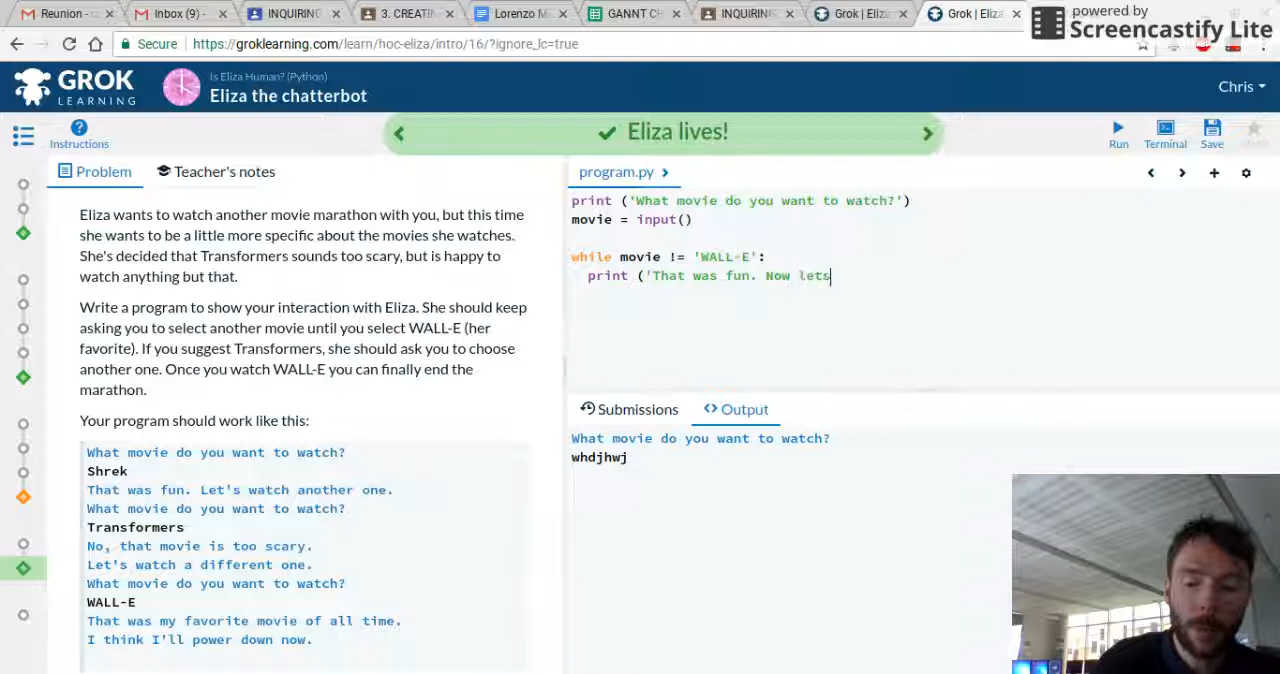 Reunion -
Inbox (9) -
INQUIRING
3. CREATIN
Lorenzo M
GANNT CH
INQUIRING
Grok | Eliza
Grok | Eliza
powered by
Screencastify Lite
Secure https://groklearning.com/learn/hoc-eliza/intro/16/?ignore_lc=true
GROK
LEARNING
Is Eliza Human? (Python)
Eliza the chatterbot
Chris
Instructions
Eliza lives!
Run
Terminal
Save
Problem
Teacher's notes
program.py
Eliza wants to watch another movie marathon with you, but this time
she wants to be a little more specific about the movies she watches.
She's decided that Transformers sounds too scary, but is happy to
watch anything but that.
Write a program to show your interaction with Eliza. She should keep
asking you to select another movie until you select WALL-E (her
favorite). If you suggest Transformers, she should ask you to choose
another one. Once you watch WALL-E you can finally end the
marathon.
Your program should work like this:
What movie do you want to watch?
Shrek
That was fun. Let's watch another one.
What movie do you want to watch?
Transformers
No, that movie is too scary.
Let's watch a different one.
What movie do you want to watch?
WALL-E
That was my favorite movie of all time.
I think I'll power down now.
print ('What movie do you want to watch?')
movie = input()
while movie != 'WALL-E':
print ('That was fun. Now lets
Submissions
Output
What movie do you want to watch?
whdjhwj